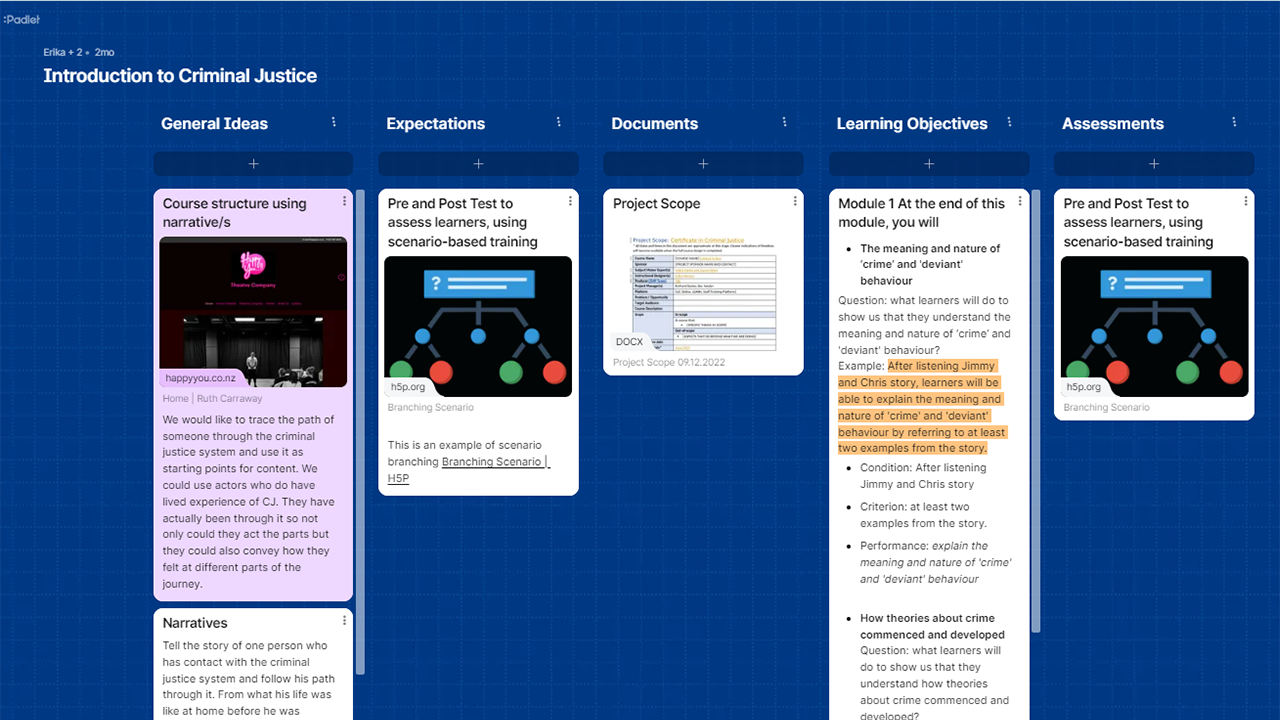 :Padlet
Erika + 2 • 2mo
Introduction to Criminal Justice
General Ideas
Course structure using
narrative/s
Theatre Company
happyyou.co.nz
Home | Ruth Carraway
We would like to trace the path of
someone through the criminal
justice system and use it as
starting points for content. We
could use actors who do have
lived experience of CJ. They have
actually been through it so not
only could they act the parts but
they could also convey how they
felt at different parts of the
journey.
Narratives
Tell the story of one person who
has contact with the criminal
justice system and follow his path
through it. From what his life was
like at home before he was
Expectations
Pre and Post Test to
assess learners, using
scenario-based training
?
h5p.org
Branching Scenario
This is an example of scenario
branching Branching Scenario |
H5P
Documents
Project Scope
Project Scope: Certificate in Criminal Justice
DOCX
Project Scope 09.12.2022
Learning Objectives
Module 1 At the end of this
module, you will
• The meaning and nature of
'crime' and 'deviant'
behaviour
Question: what learners will do to
show us that they understand the
meaning and nature of 'crime' and
'deviant' behaviour?
Example: After listening Jimmy
and Chris story, learners will be
able to explain the meaning and
nature of 'crime' and 'deviant'
behaviour by referring to at least
two examples from the story.
• Condition: After listening
Jimmy and Chris story
• Criterion: at least two
examples from the story.
• Performance: explain the
meaning and nature of 'crime'
and 'deviant' behaviour
• How theories about crime
commenced and developed
Question: what learners will
do to show us that they
understand how theories
about crime commenced and
developed?
Assessments
Pre and Post Test to
assess learners, using
scenario-based training
?
h5p.org
Branching Scenario